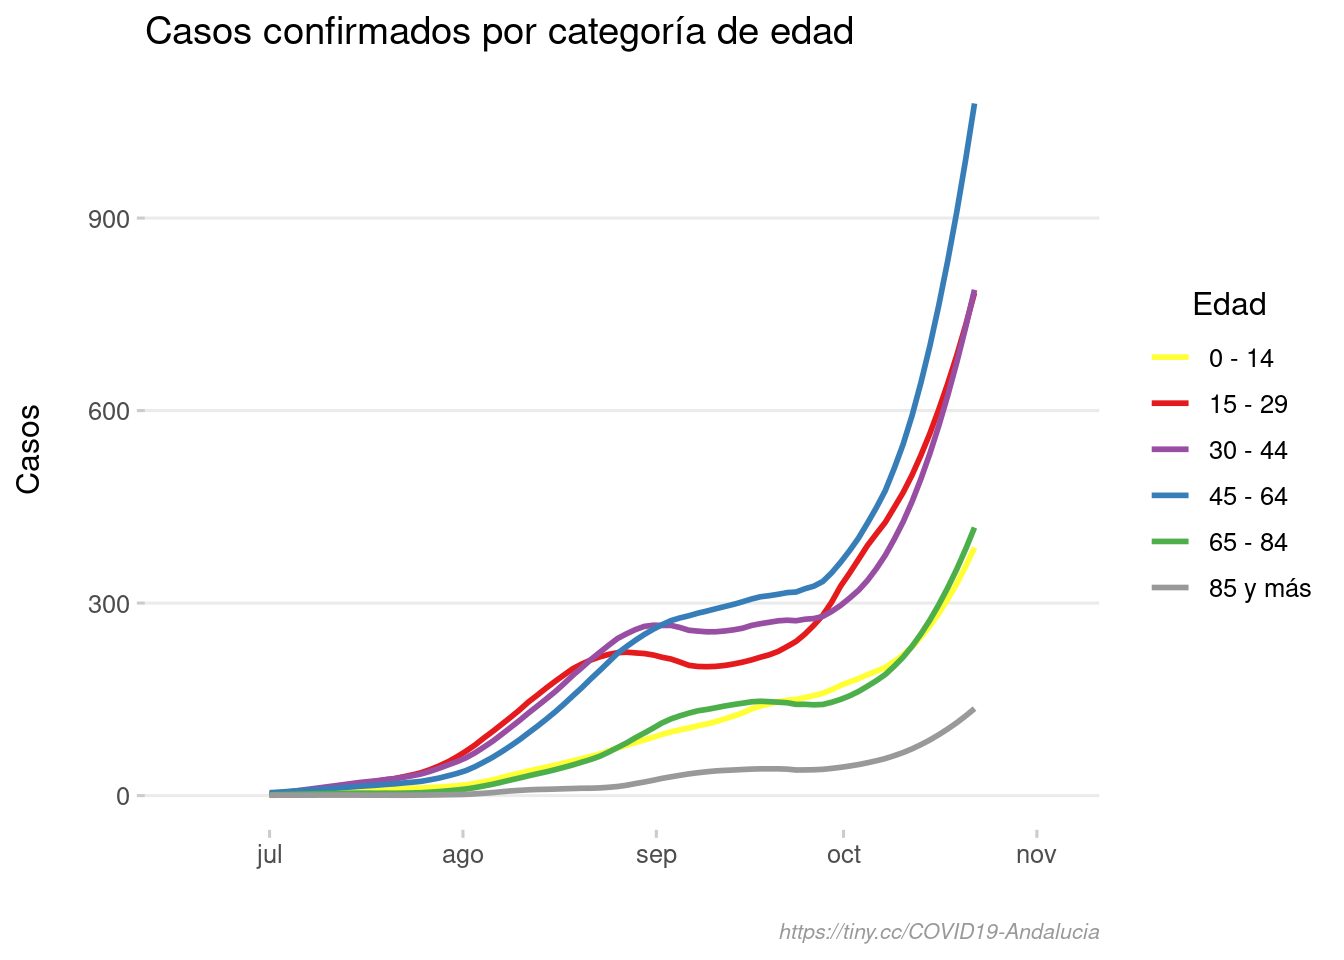 Casos confirmados por categoría de edad
Casos
900
600
300
0
jul
ago
sep
oct
nov
Edad
0 - 14
15 - 29
30 - 44
45 - 64
65 - 84
85 y más
https://tiny.cc/COVID19-Andalucia